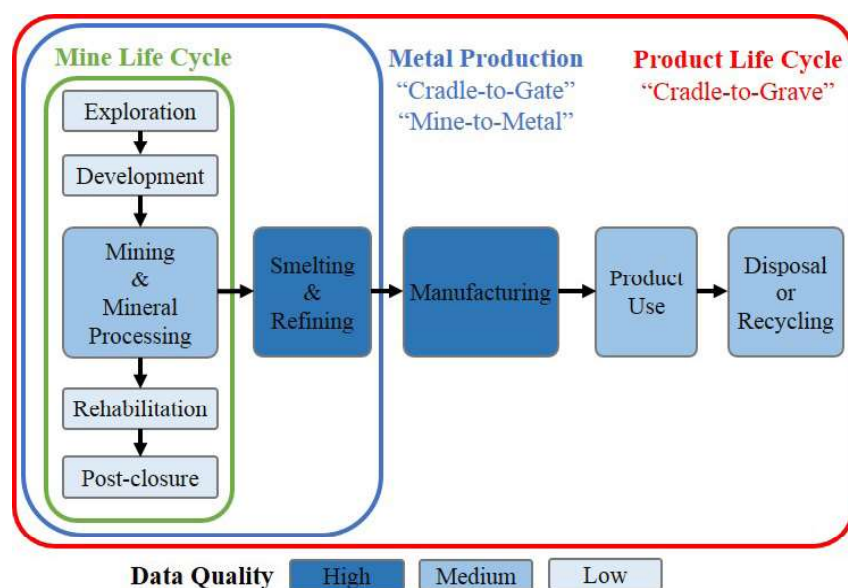 Mine Life Cycle
Metal Production
“Cradle-to-Gate”
“Mine-to-Metal”
Product Life Cycle
“Cradle-to-Grave”
Exploration
Development
Mining
&
Mineral
Processing
Rehabilitation
Post-closure
Smelting
&
Refining
Manufacturing
Product
Use
Disposal
or
Recycling
Data Quality
High
Medium
Low